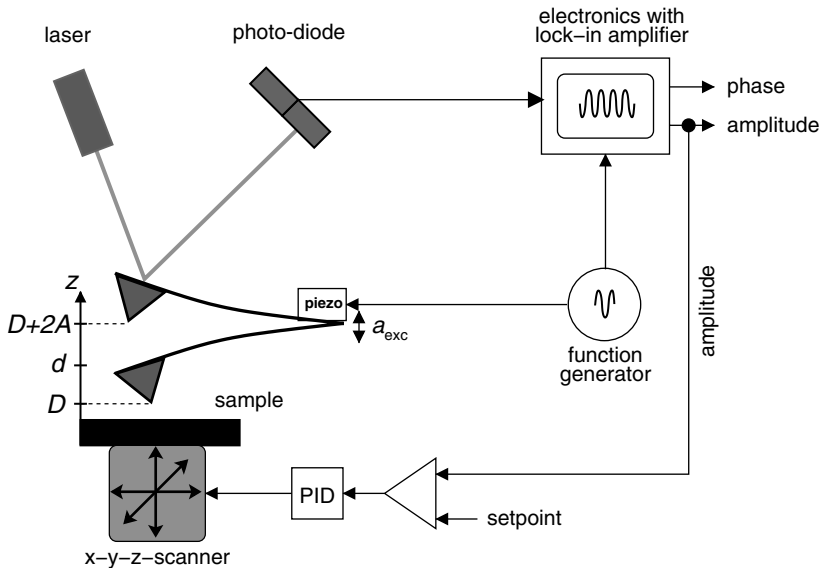 electronics with
lock−in amplifier
laser
photo-diode
phase
amplitude
z
piezo
D+2A
a_exc
amplitude
d
function
generator
D
sample
PID
setpoint
x−y−z−scanner